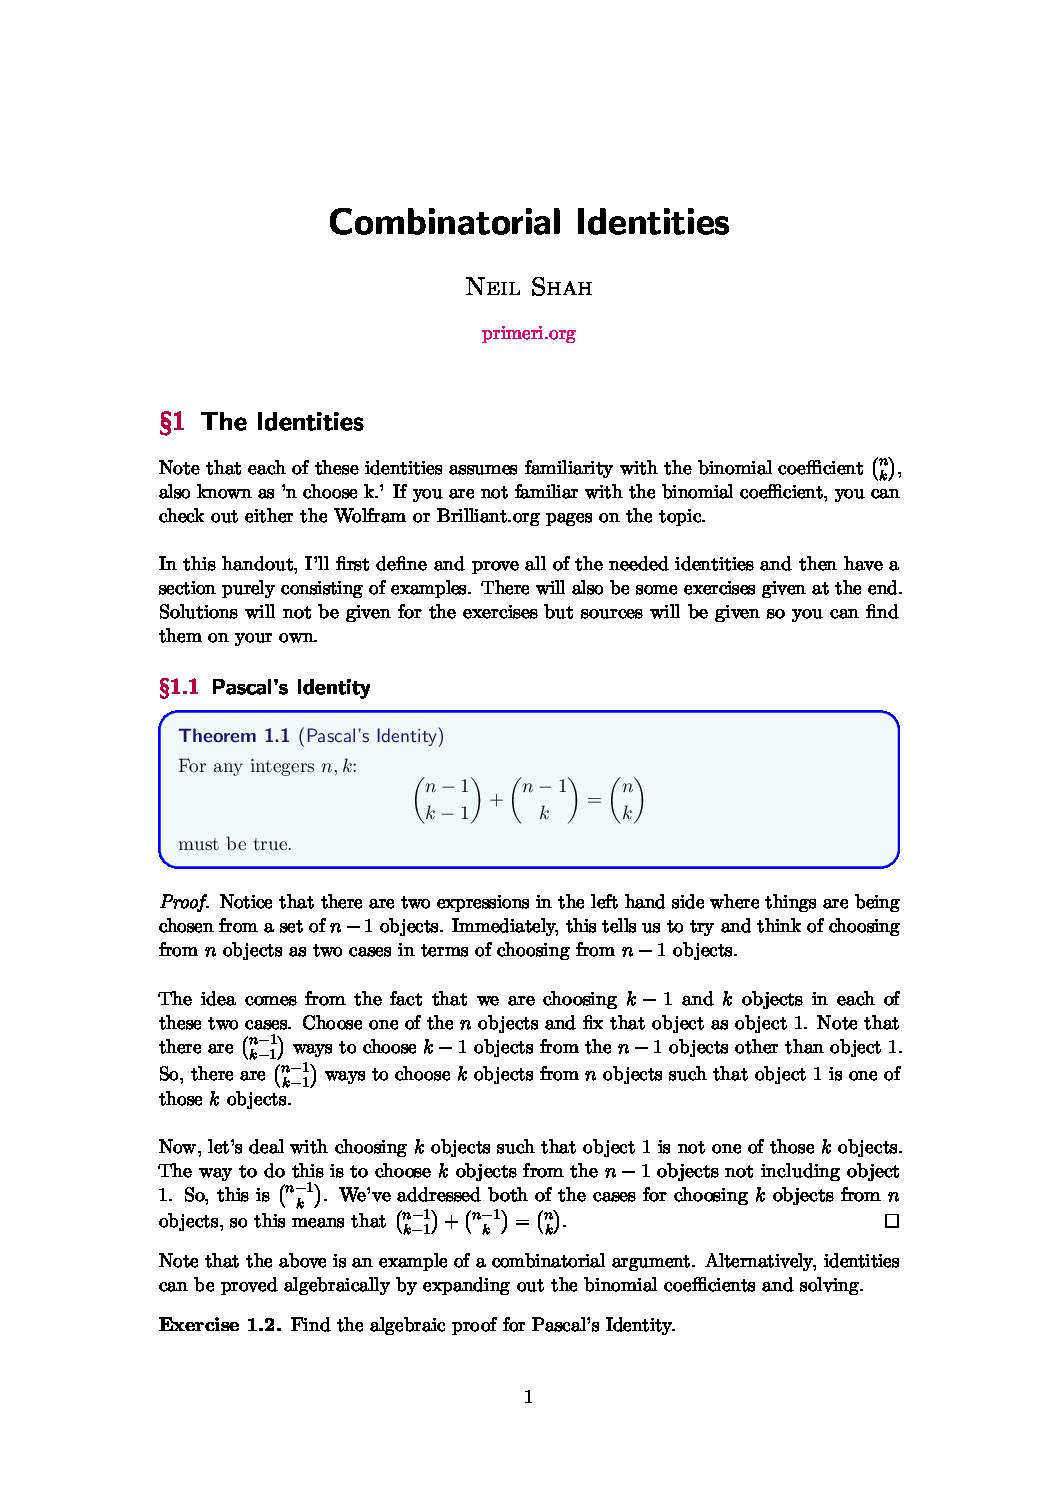 Combinatorial Identities
Neil Shah
primeri.org
§1 The Identities
Note that each of these identities assumes familiarity with the binomial coefficient $\binom{n}{k}$,
also known as 'n choose k.' If you are not familiar with the binomial coefficient, you can
check out either the Wolfram or Brilliant.org pages on the topic.
In this handout, I'll first define and prove all of the needed identities and then have a
section purely consisting of examples. There will also be some exercises given at the end.
Solutions will not be given for the exercises but sources will be given so you can find
them on your own.
§1.1 Pascal's Identity
Theorem 1.1 (Pascal's Identity)
For any integers $n, k$:
$\binom{n-1}{k-1} + \binom{n-1}{k} = \binom{n}{k}$
must be true.
Proof. Notice that there are two expressions in the left hand side where things are being
chosen from a set of $n-1$ objects. Immediately, this tells us to try and think of choosing
from $n$ objects as two cases in terms of choosing from $n-1$ objects.
The idea comes from the fact that we are choosing $k-1$ and $k$ objects in each of
these two cases. Choose one of the $n$ objects and fix that object as object 1. Note that
there are $\binom{n-1}{k-1}$ ways to choose $k-1$ objects from the $n-1$ objects other than object 1.
So, there are $\binom{n-1}{k-1}$ ways to choose $k$ objects from $n$ objects such that object 1 is one of
those $k$ objects.
Now, let's deal with choosing $k$ objects such that object 1 is not one of those $k$ objects.
The way to do this is to choose $k$ objects from the $n-1$ objects not including object
1. So, this is $\binom{n-1}{k}$. We've addressed both of the cases for choosing $k$ objects from $n$
objects, so this means that $\binom{n-1}{k-1} + \binom{n-1}{k} = \binom{n}{k}$. □
Note that the above is an example of a combinatorial argument. Alternatively, identities
can be proved algebraically by expanding out the binomial coefficients and solving.
Exercise 1.2. Find the algebraic proof for Pascal's Identity.
1